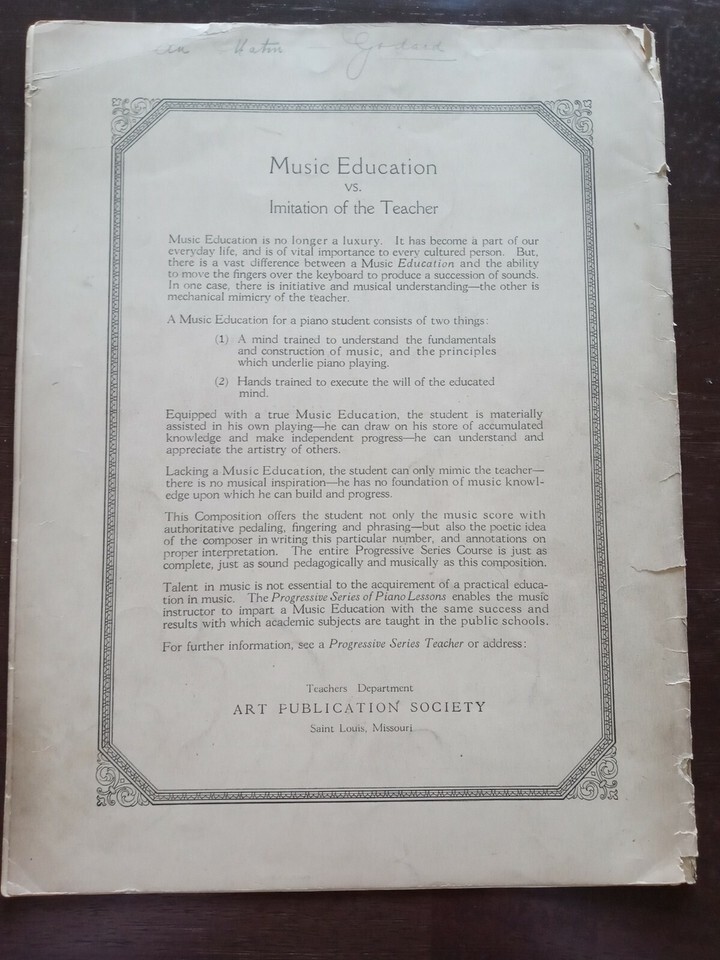 Godard
Music Education
vs.
Imitation of the Teacher
Music Education is no longer a luxury. It has become a part of our
everyday life, and is of vital importance to every cultured person. But,
there is a vast difference between a Music Education and the ability
to move the fingers over the keyboard to produce a succession of sounds.
In one case, there is initiative and musical understanding—the other is
mechanical mimicry of the teacher.
A Music Education for a piano student consists of two things:
(1) A mind trained to understand the fundamentals
and construction of music, and the principles
which underlie piano playing.
(2) Hands trained to execute the will of the educated
mind.
Equipped with a true Music Education, the student is materially
assisted in his own playing—he can draw on his store of accumulated
knowledge and make independent progress—he can understand and
appreciate the artistry of others.
Lacking a Music Education, the student can only mimic the teacher—
there is no musical inspiration—he has no foundation of music knowl-
edge upon which he can build and progress.
This Composition offers the student not only the music score with
authoritative pedaling, fingering and phrasing—but also the poetic idea
of the composer in writing this particular number, and annotations on
proper interpretation. The entire Progressive Series Course is just as
complete, just as sound pedagogically and musically as this composition.
Talent in music is not essential to the acquirement of a practical educa-
tion in music. The Progressive Series of Piano Lessons enables the music
instructor to impart a Music Education with the same success and
results with which academic subjects are taught in the public schools.
For further information, see a Progressive Series Teacher or address:
Teachers Department
ART PUBLICATION SOCIETY
Saint Louis, Missouri